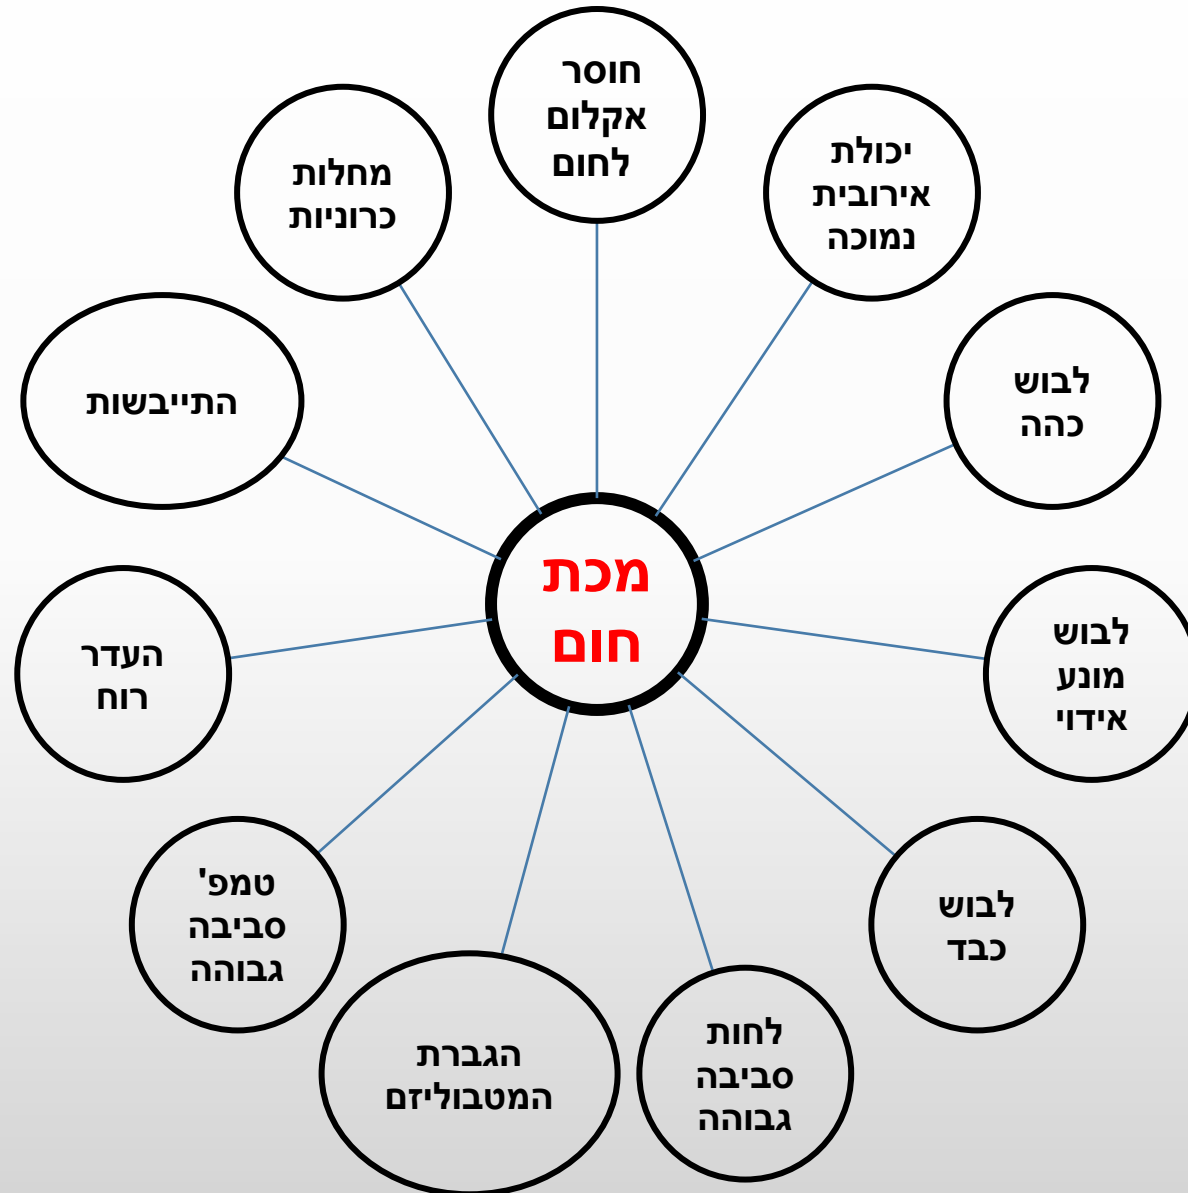 חוסר
אקלום
לחום
יכולת
אירובית
נמוכה
לבוש
כהה
לבוש
מונע
אידוי
לבוש
כבד
לחות
סביבה
גבוהה
הגברת
המטבוליזם
טמפ'
סביבה
גבוהה
העדר
רוח
התייבשות
מחלות
כרוניות
מכת
חום